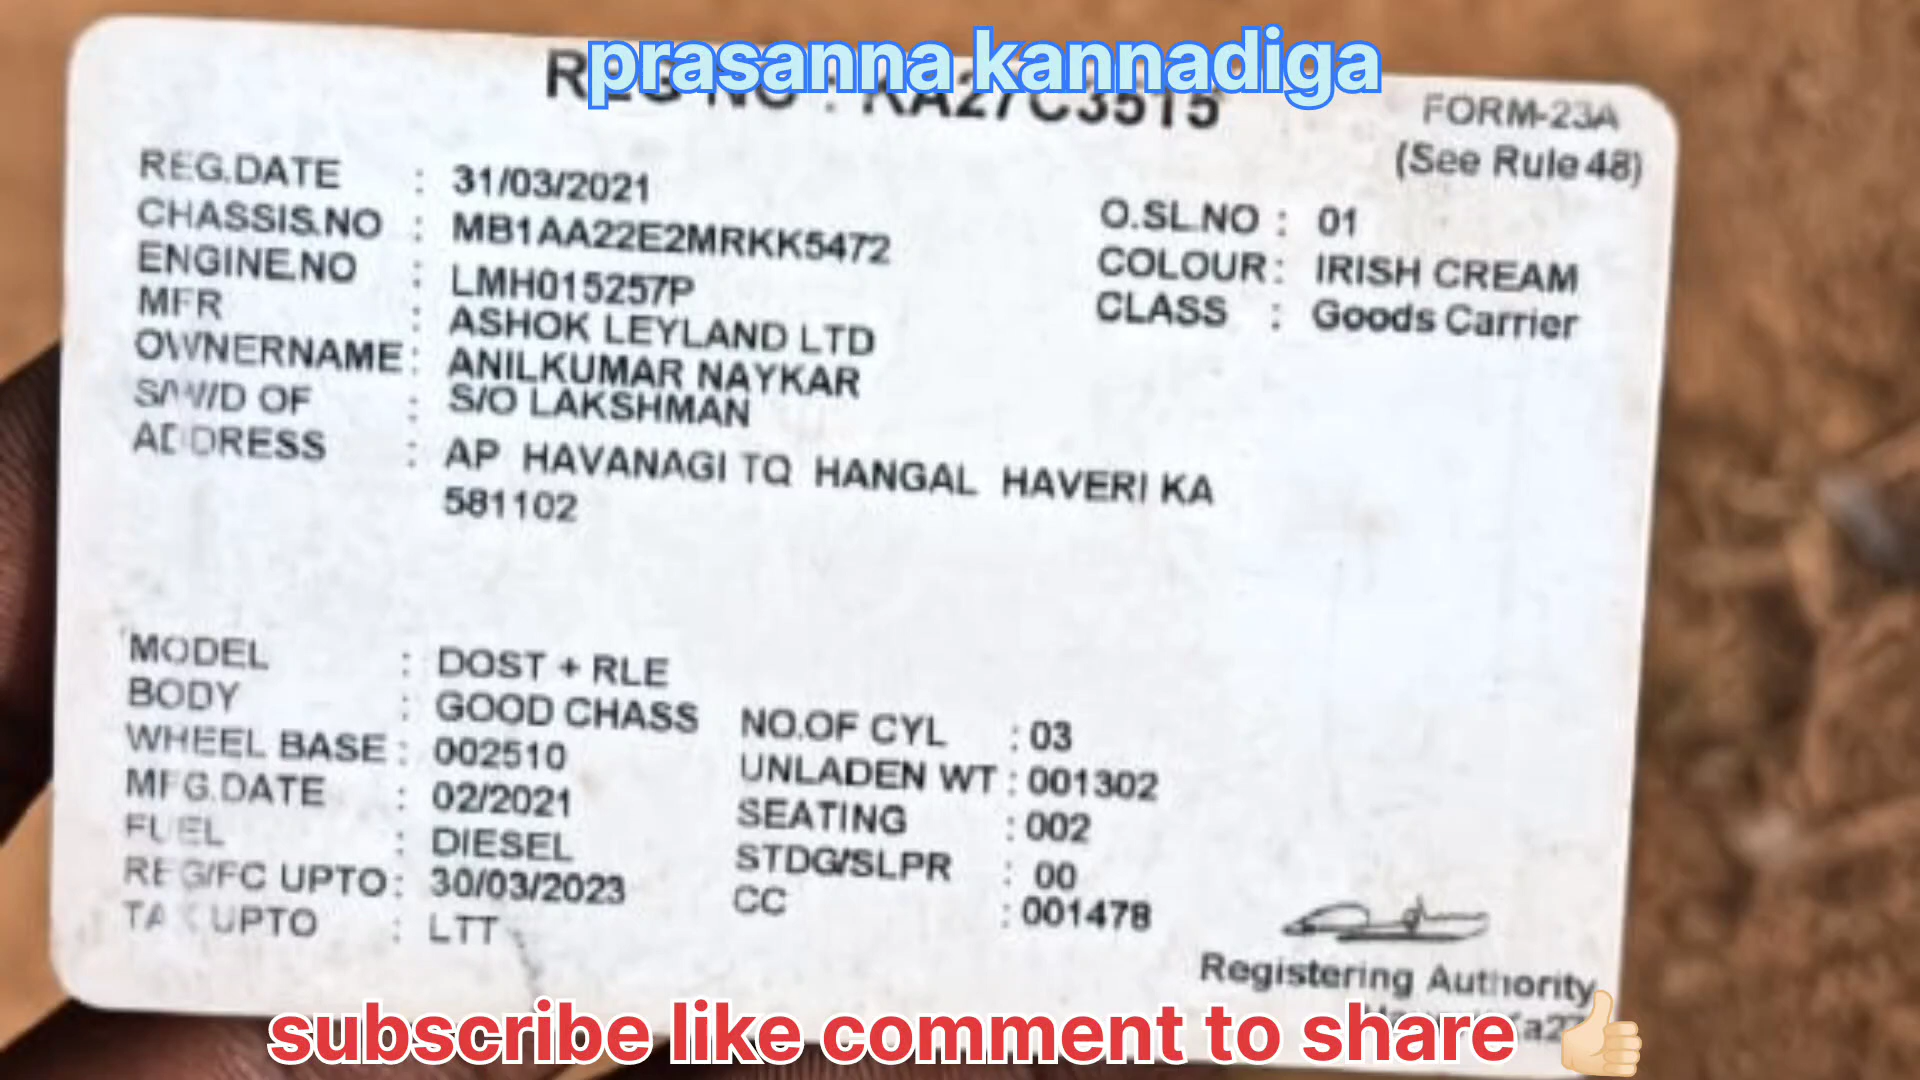 prasanna kannadiga
REG NO : KA27C3515
FORM-23A
(See Rule 48)
REG.DATE : 31/03/2021
CHASSIS.NO : MB1AA22E2MRKK5472
ENGINE.NO : LMH015257P
MFR : ASHOK LEYLAND LTD
OWNERNAME : ANILKUMAR NAYKAR
S/W/D OF : S/O LAKSHMAN
ADDRESS : AP HAVANAGI TQ HANGAL HAVERI KA
581102
O.SL.NO : 01
COLOUR : IRISH CREAM
CLASS : Goods Carrier
MODEL : DOST + RLE
BODY : GOOD CHASS
WHEEL BASE : 002510
MFG.DATE : 02/2021
FUEL : DIESEL
REG/FC UPTO : 30/03/2023
TAX UPTO : LTT
NO.OF CYL : 03
UNLADEN WT : 001302
SEATING : 002
STDG/SLPR : 00
CC : 001478
Registering Authority
subscribe like comment to share 👍🏻